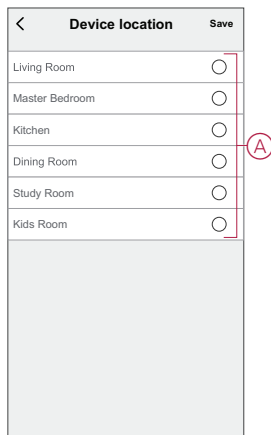 Device location Save
Living Room
Master Bedroom
Kitchen
A
Dining Room
Study Room
Kids Room